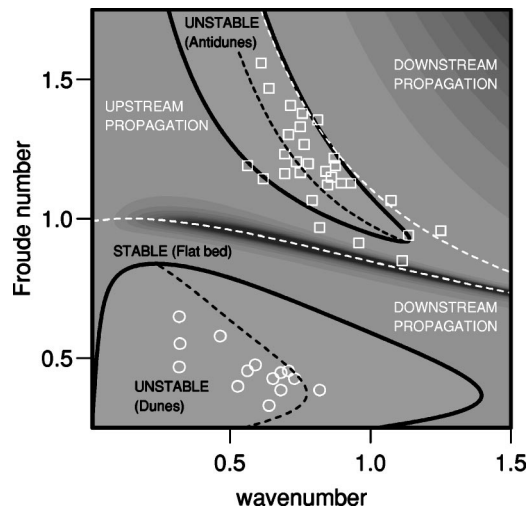 UNSTABLE
(Antidunes)
DOWNSTREAM
PROPAGATION
1.5
UPSTREAM
PROPAGATION
Froude number
1.0
STABLE (Flat bed)
DOWNSTREAM
PROPAGATION
0.5
UNSTABLE
(Dunes)
0.5
1.0
1.5
wavenumber